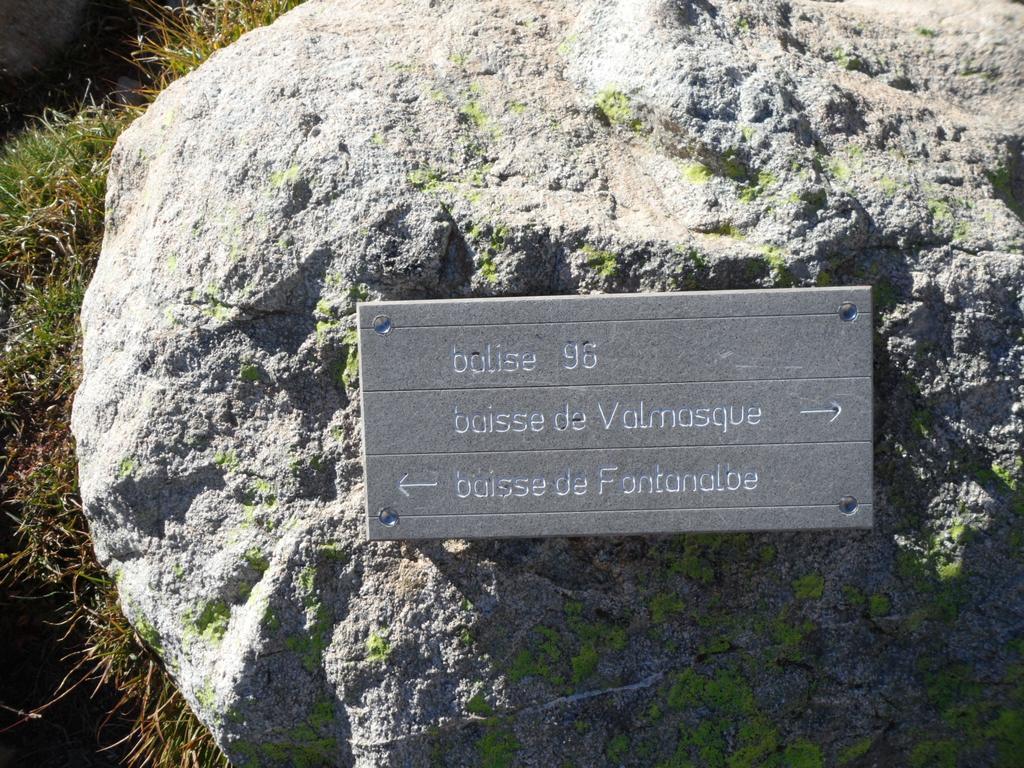 balise 96
baisse de Valmasque →
← baisse de Fontanalbe